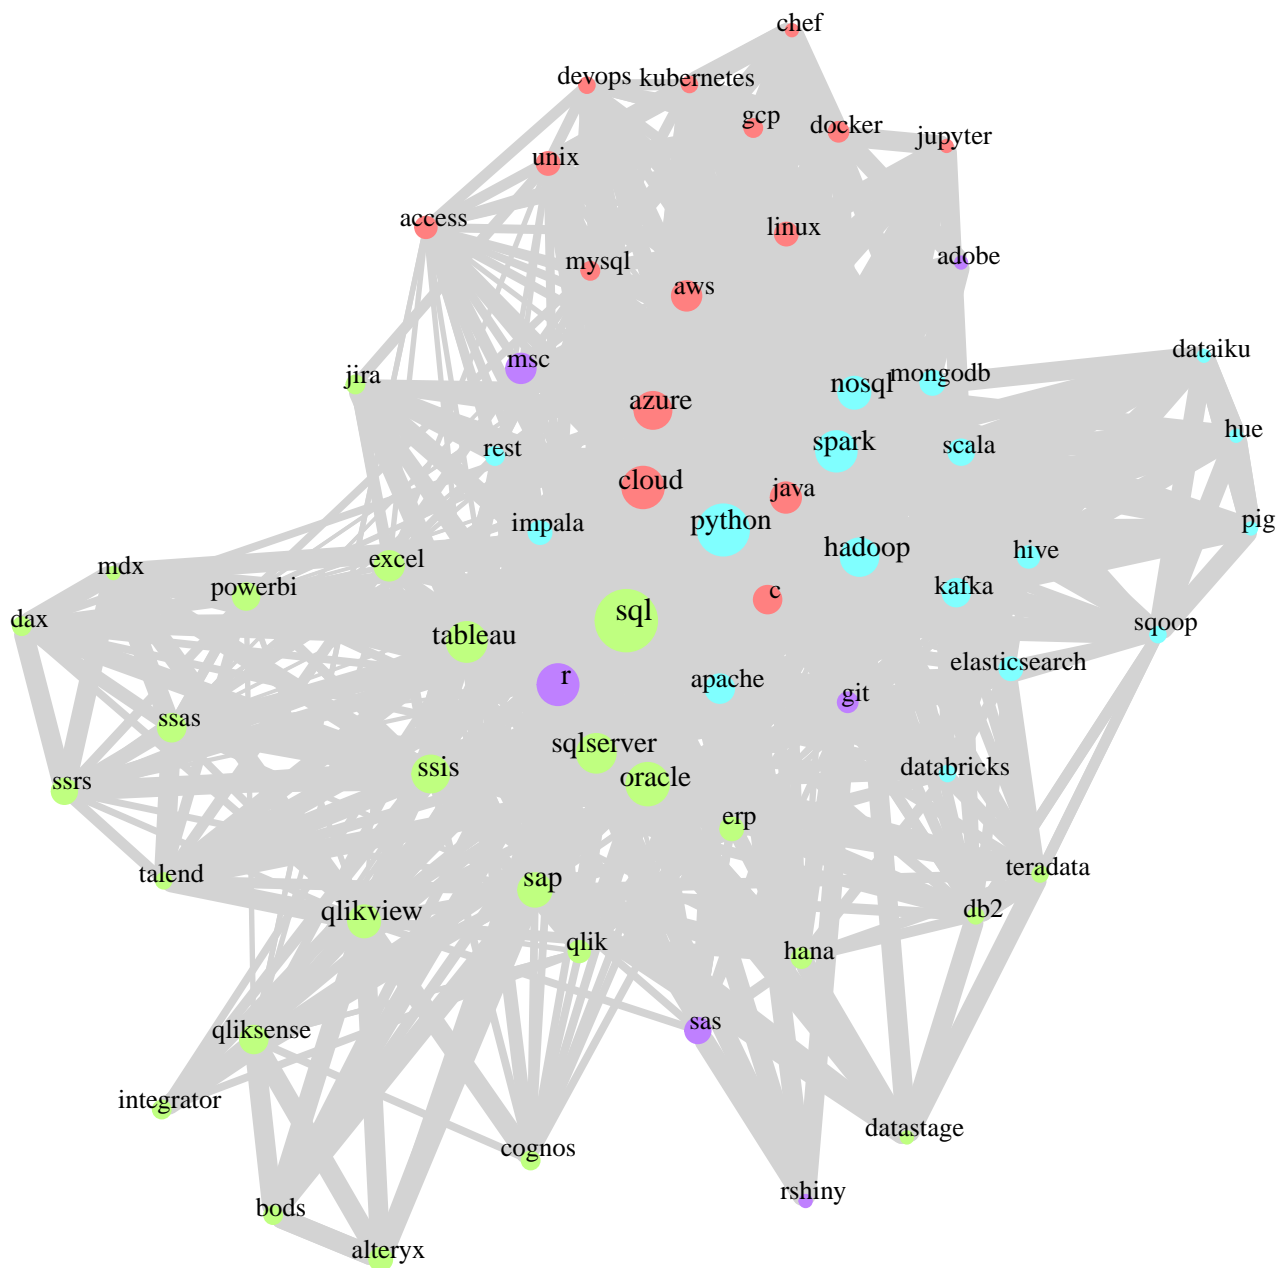 chef
devops
kubernetes
gcp
docker
jupyter
unix
access
linux
adobe
mysql
aws
msc
jira
azure
nosql
mongodb
dataiku
rest
cloud
spark
scala
hue
java
impala
python
hadoop
hive
pig
mdx
powerbi
excel
dax
tableau
sql
c
kafka
sqoop
elasticsearch
r
apache
git
ssas
sqlserver
ssrs
ssis
oracle
databricks
erp
talend
sap
teradata
qlikview
db2
qlik
hana
qliksense
sas
integrator
cognos
datastage
rshiny
bods
alteryx